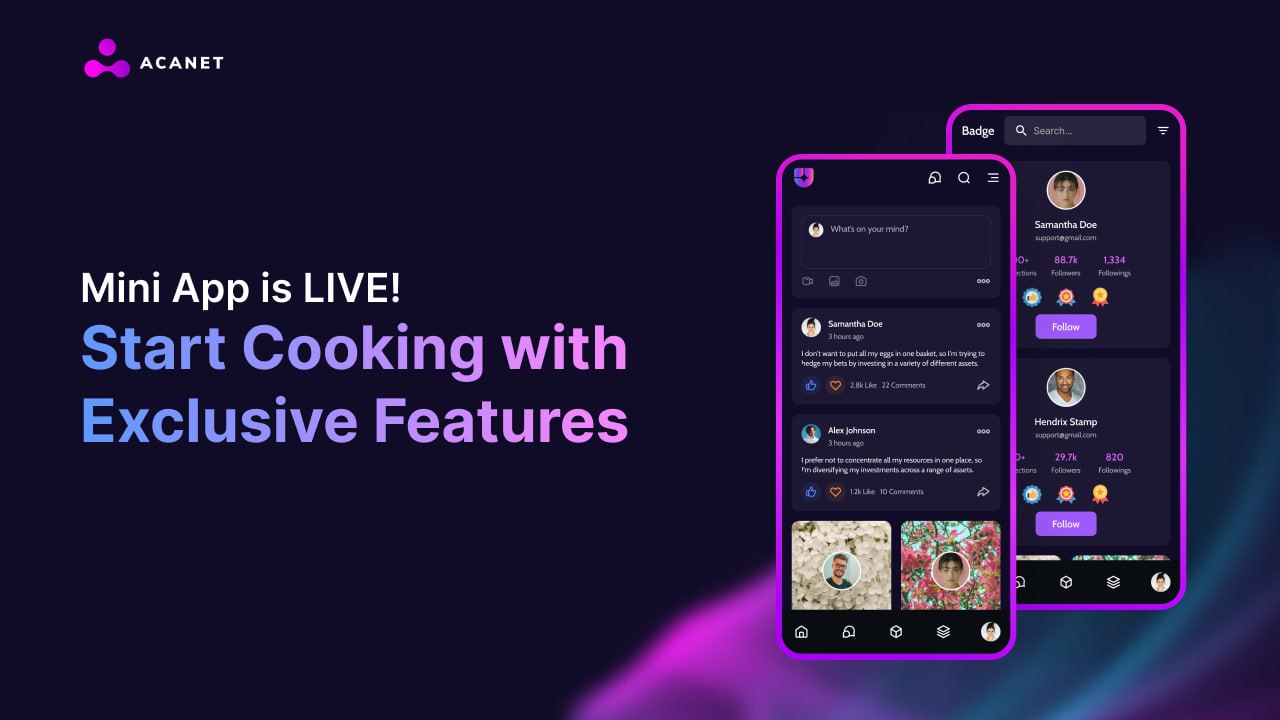 ACANET
Mini App is LIVE!
Start Cooking with
Exclusive Features
What's on your mind?
Samantha Doe
3 hours ago
I don't want to put all my eggs in one basket, so I'm trying to
hedge my bets by investing in a variety of different assets.
2.8k Like 22 Comments
Alex Johnson
3 hours ago
I prefer not to concentrate all my resources in one place, so
I'm diversifying my investments across a range of assets.
1.2k Like 10 Comments
Badge
Search...
Samantha Doe
support@gmail.com
0+ 88.7k 1,334
ections Followers Followings
Follow
Hendrix Stamp
support@gmail.com
0+ 29.7k 820
ections Followers Followings
Follow